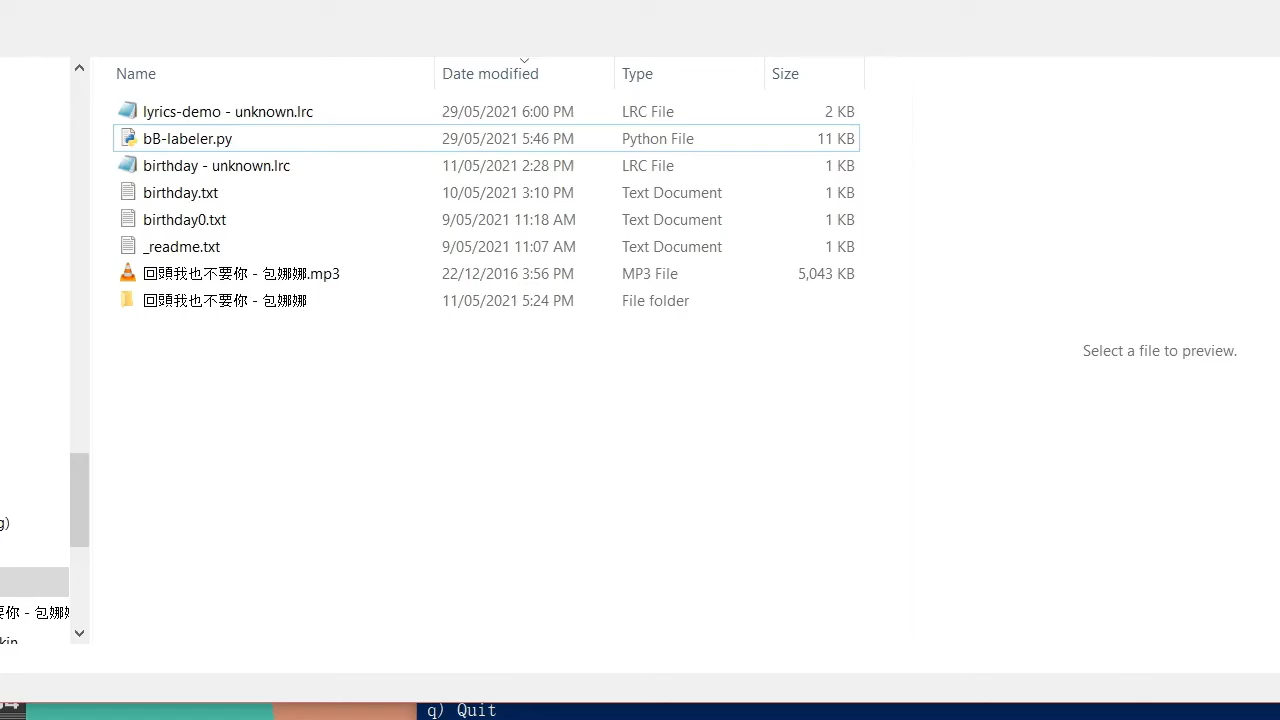 Name Date modified Type Size
lyrics-demo - unknown.lrc 29/05/2021 6:00 PM LRC File 2 KB
bB-labeler.py 29/05/2021 5:46 PM Python File 11 KB
birthday - unknown.lrc 11/05/2021 2:28 PM LRC File 1 KB
birthday.txt 10/05/2021 3:10 PM Text Document 1 KB
birthday0.txt 9/05/2021 11:18 AM Text Document 1 KB
_readme.txt 9/05/2021 11:07 AM Text Document 1 KB
回頭我也不要你 - 包娜娜.mp3 22/12/2016 3:56 PM MP3 File 5,043 KB
回頭我也不要你 - 包娜娜 11/05/2021 5:24 PM File folder
Select a file to preview.
g)
要你 - 包娜娜
kin
q) Quit